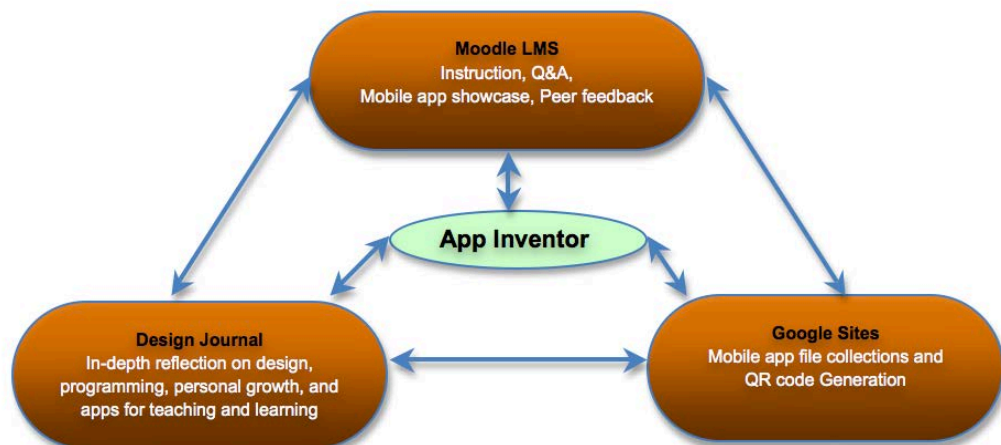 Moodle LMS
Instruction, Q&A,
Mobile app showcase, Peer feedback
App Inventor
Design Journal
In-depth reflection on design,
programming, personal growth, and
apps for teaching and learning
Google Sites
Mobile app file collections and
QR code Generation